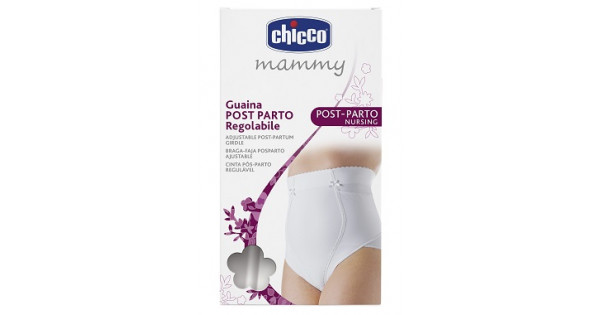 chicco
mammy
Guaina
POST PARTO
Regolabile
ADJUSTABLE POST-PARTUM
GIRDLE
BRAGA-FAJA POSPARTO
AJUSTABLE
CINTA PÓS-PARTO
REGULÁVEL
POST-PARTO
NURSING